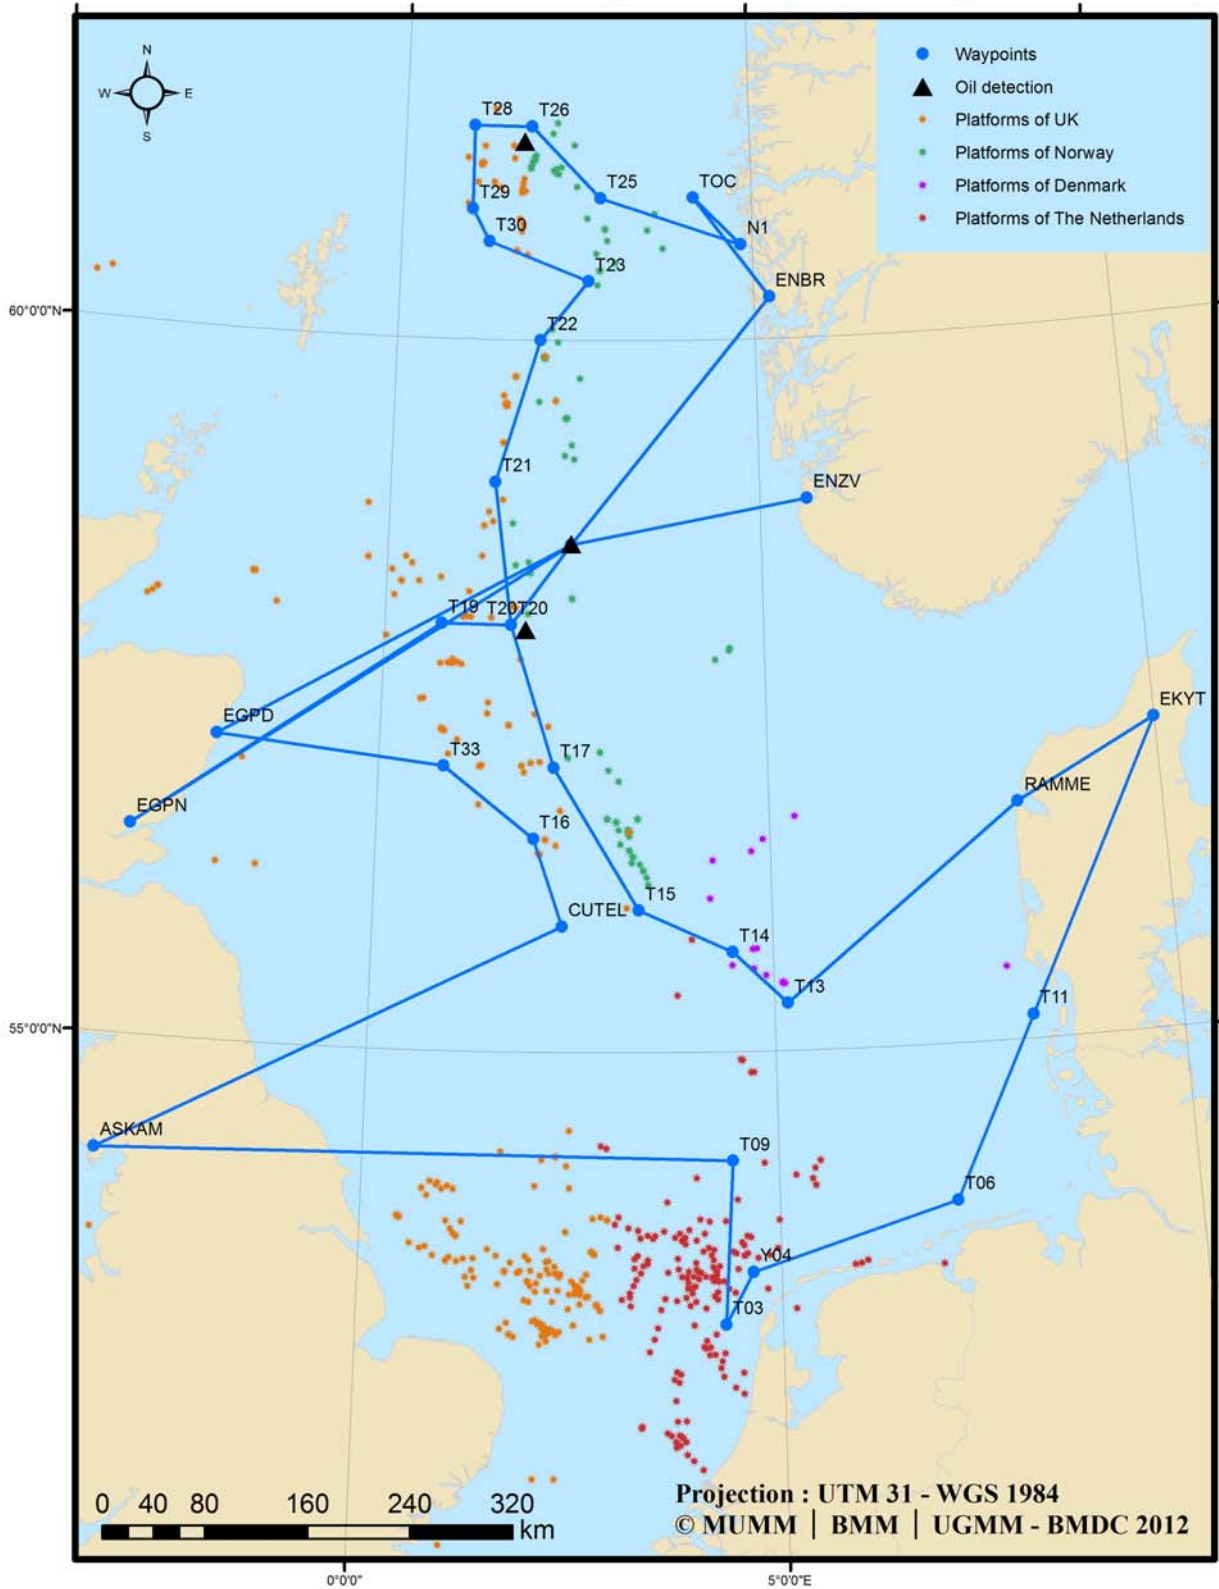 N
W E
S
Waypoints
Oil detection
Platforms of UK
Platforms of Norway
Platforms of Denmark
Platforms of The Netherlands
T28
T26
T25
TOC
T29
T30
N1
T23
ENBR
60°0'0"N
T22
T21
ENZV
T19
T20T20
EGPD
EKYT
T33
T17
RAMME
EGPN
T16
T15
CUTEL
T14
T13
T11
55°0'0"N
ASKAM
T09
T06
Y04
T03
0 40 80 160 240 320
km
Projection : UTM 31 - WGS 1984
© MUMM | BMM | UGMM - BMDC 2012
0°0'0" 5°0'0"E